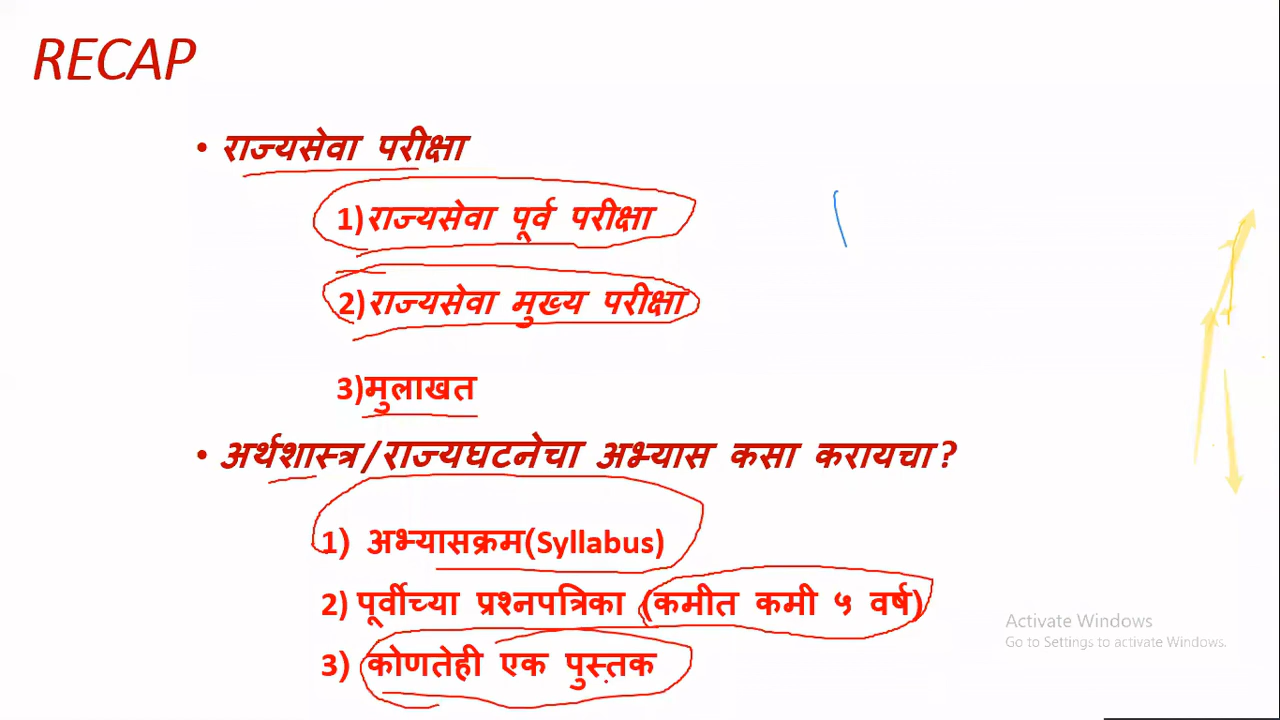 RECAP
• राज्यसेवा परीक्षा
1)राज्यसेवा पूर्व परीक्षा
2)राज्यसेवा मुख्य परीक्षा
3)मुलाखत
• अर्थशास्त्र/राज्यघटनेचा अभ्यास कसा करायचा?
1) अभ्यासक्रम(Syllabus)
2) पूर्वीच्या प्रश्नपत्रिका (कमीत कमी ५ वर्ष)
3) कोणतेही एक पुस्तक
Activate Windows
Go to Settings to activate Windows.